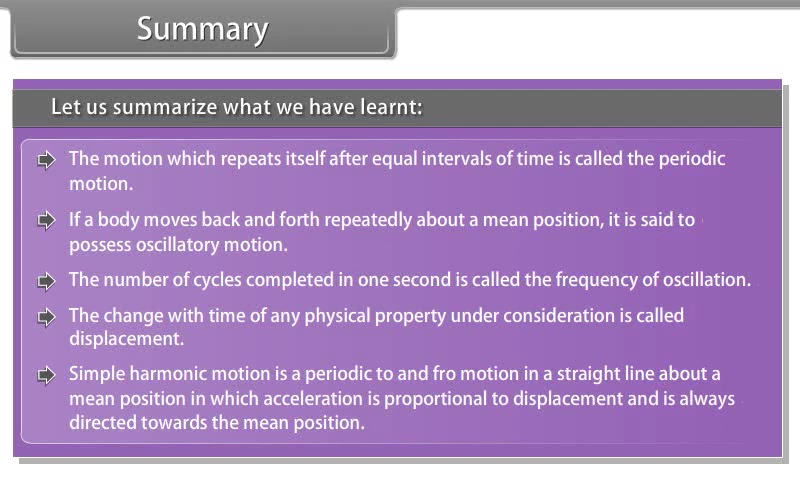 Summary
Let us summarize what we have learnt:
The motion which repeats itself after equal intervals of time is called the periodic
motion.
If a body moves back and forth repeatedly about a mean position, it is said to
possess oscillatory motion.
The number of cycles completed in one second is called the frequency of oscillation.
The change with time of any physical property under consideration is called
displacement.
Simple harmonic motion is a periodic to and fro motion in a straight line about a
mean position in which acceleration is proportional to displacement and is always
directed towards the mean position.